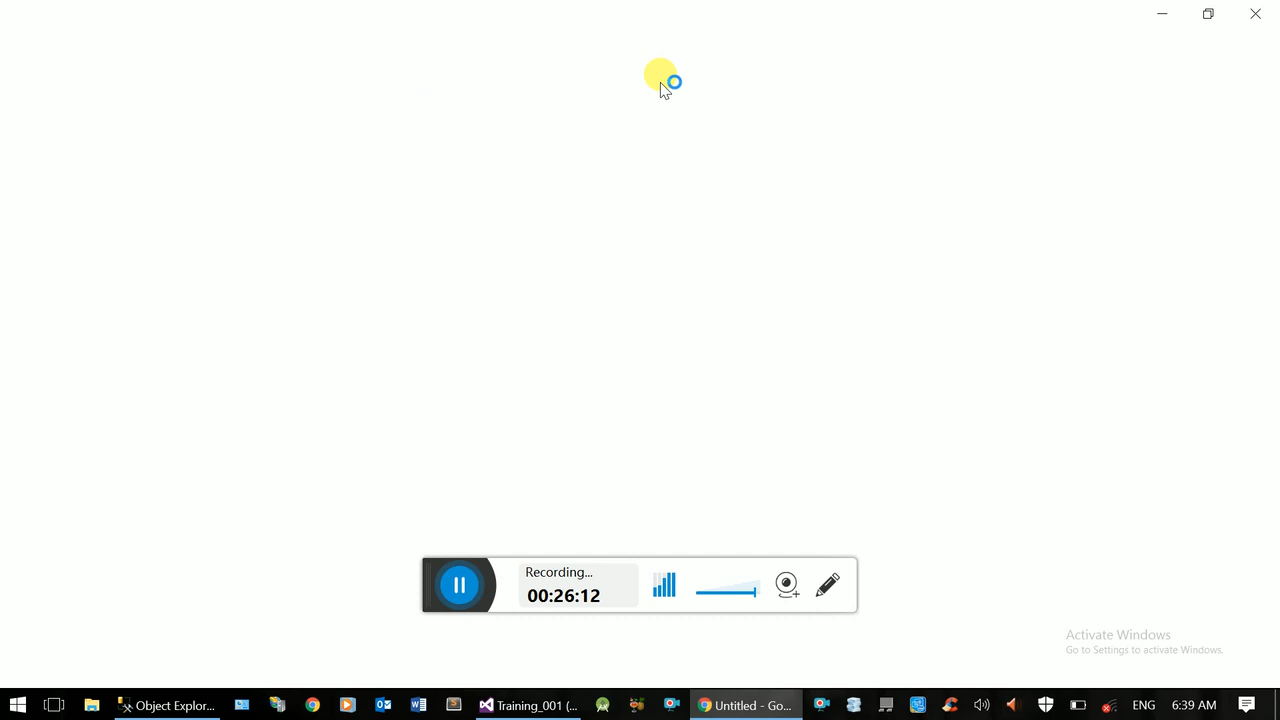 Recording...
00:26:12
Activate Windows
Go to Settings to activate Windows.
Object Explor...
Training_001 (...
Untitled - Go...
ENG
6:39 AM